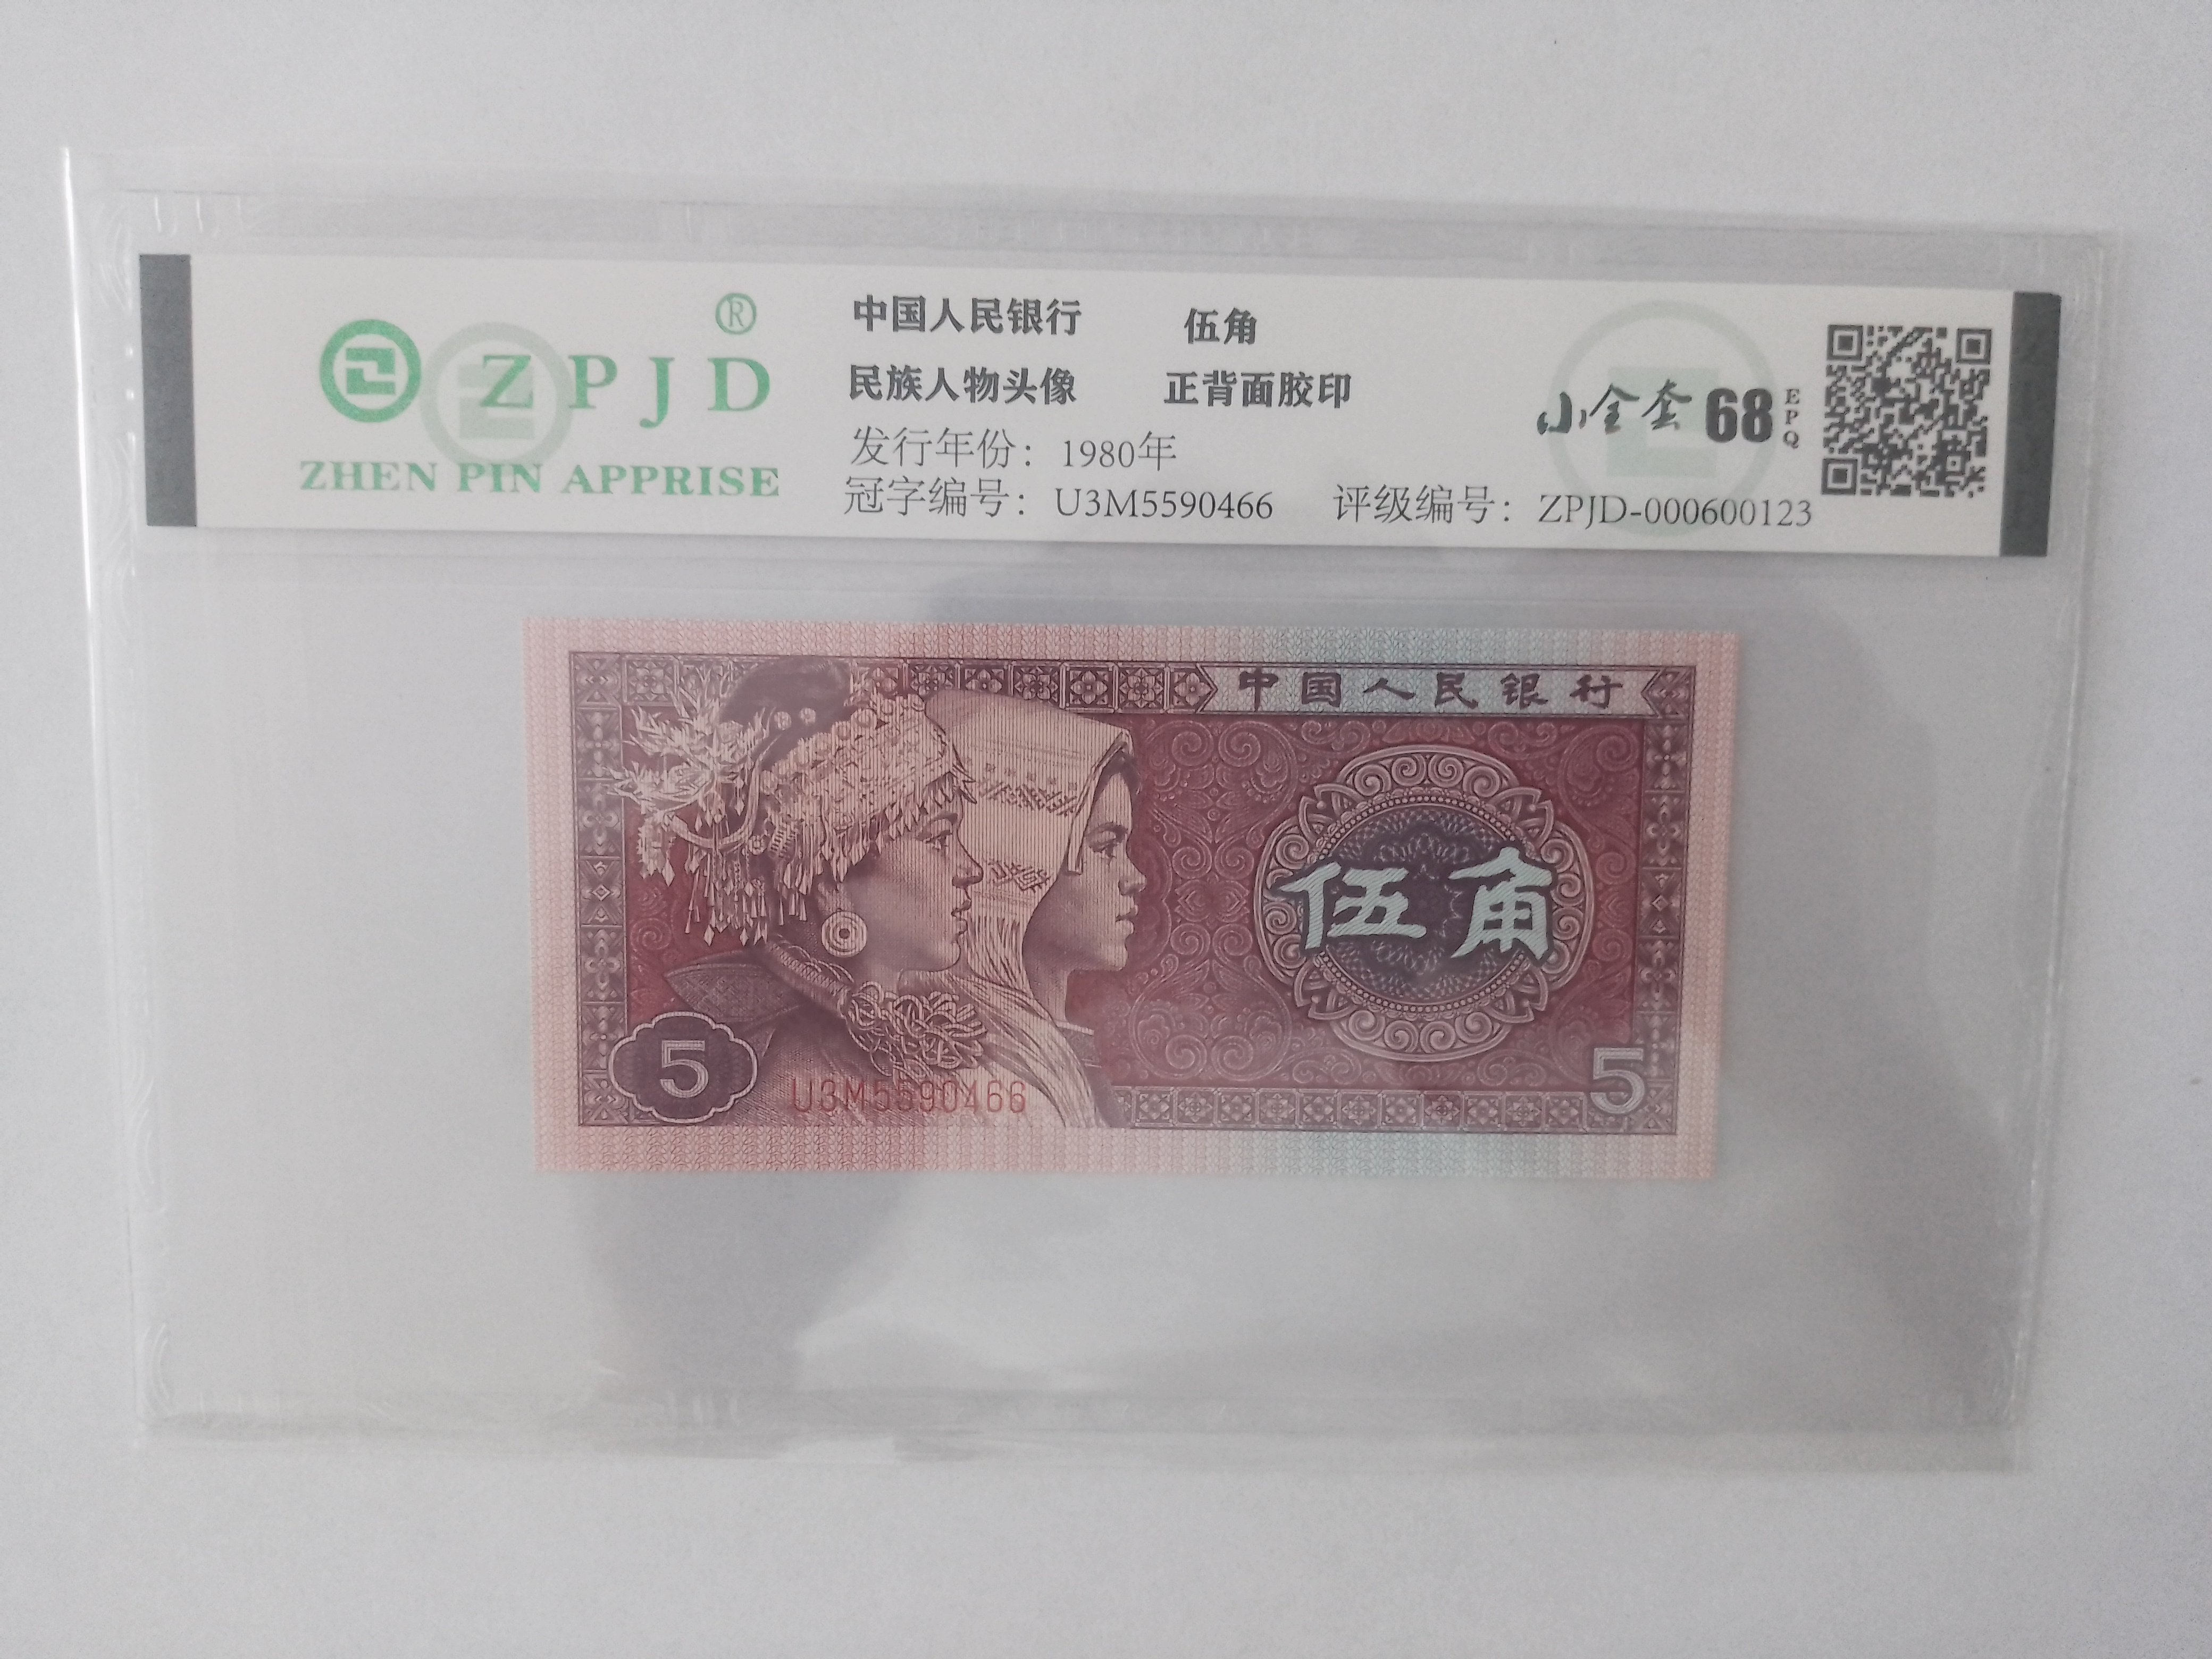 ®
ZPJD
ZHEN PIN APPRISE
中国人民银行 伍角
民族人物头像 正背面胶印
发行年份：1980年
冠字编号：U3M5590466 评级编号：ZPJD-000600123
小全套 68 EPQ
中国人民银行
伍角
5
U3M5590466
5